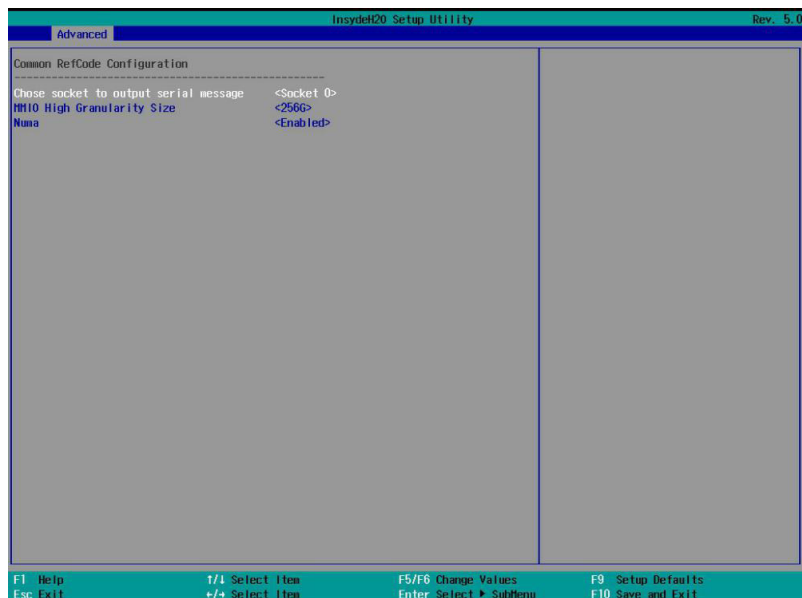 InsydeH20 Setup Utility Rev. 5.0
Advanced
Common RefCode Configuration
------------------------------------------------
Chose socket to output serial message <Socket 0>
MMIO High Granularity Size <256G>
Numa <Enabled>
F1 Help ↑/↓ Select Item F5/F6 Change Values F9 Setup Defaults
Esc Exit ←/→ Select Item Enter Select ▶ SubMenu F10 Save and Exit